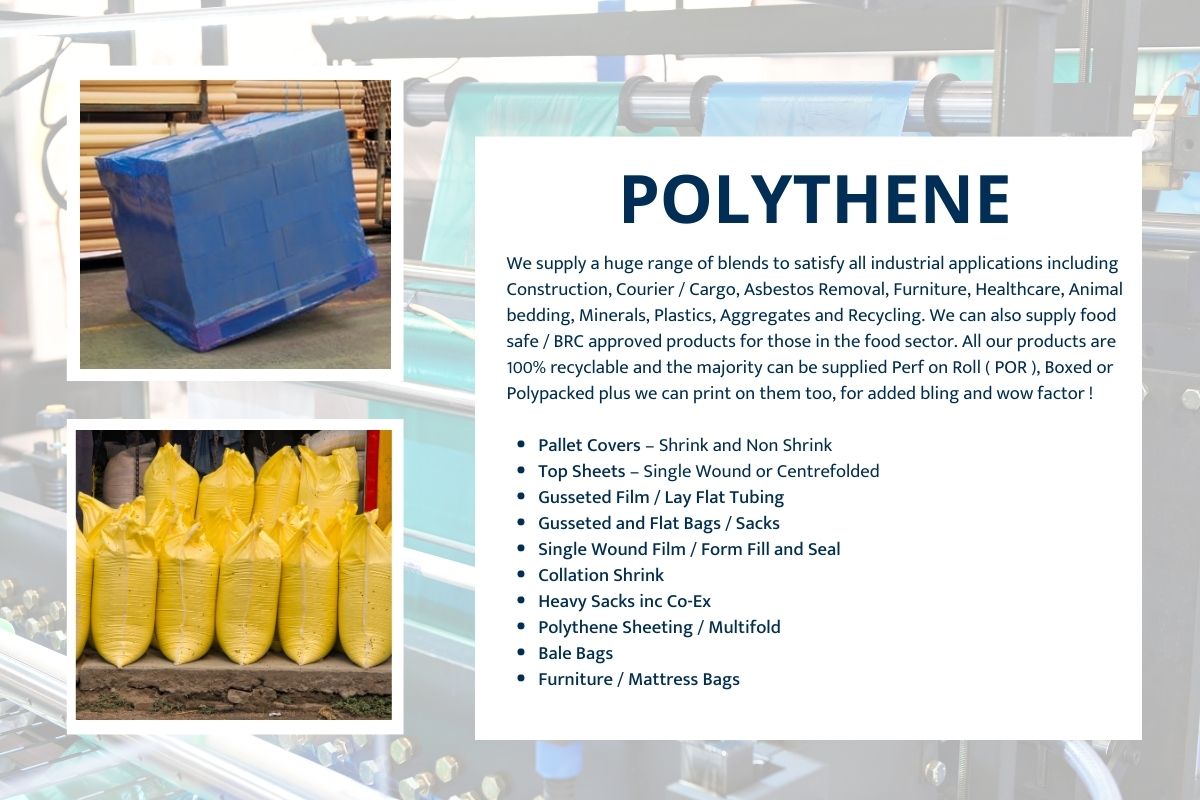 POLYTHENE
We supply a huge range of blends to satisfy all industrial applications including
Construction, Courier / Cargo, Asbestos Removal, Furniture, Healthcare, Animal
bedding, Minerals, Plastics, Aggregates and Recycling. We can also supply food
safe / BRC approved products for those in the food sector. All our products are
100% recyclable and the majority can be supplied Perf on Roll ( POR ), Boxed or
Polypacked plus we can print on them too, for added bling and wow factor !
• Pallet Covers – Shrink and Non Shrink
• Top Sheets – Single Wound or Centrefolded
• Gusseted Film / Lay Flat Tubing
• Gusseted and Flat Bags / Sacks
• Single Wound Film / Form Fill and Seal
• Collation Shrink
• Heavy Sacks inc Co-Ex
• Polythene Sheeting / Multifold
• Bale Bags
• Furniture / Mattress Bags